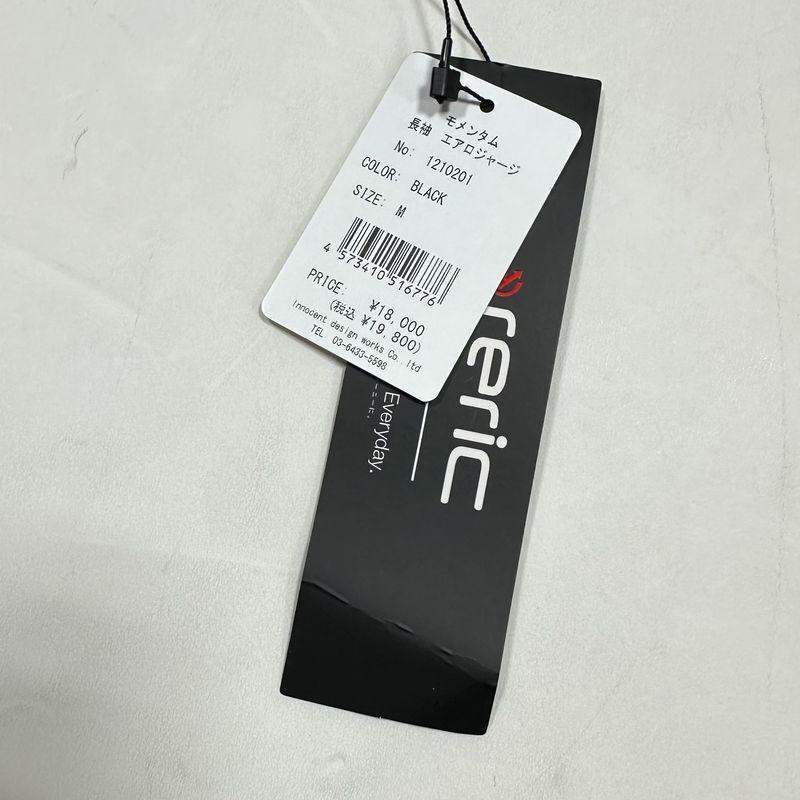 モメンタム
長袖 エアロジャージ
No: 1210201
COLOR: BLACK
SIZE: M
4 573410 516776
PRICE: ¥18,000
(税込 ¥19,800)
Innocent design works Co.,ltd
TEL. 03-6433-5598
reric
Everyday.